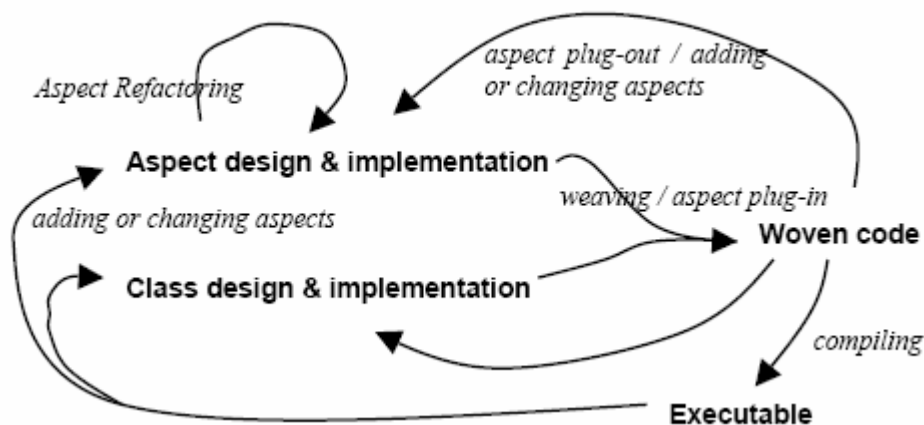 aspect plug-out / adding
or changing aspects
Aspect Refactoring
Aspect design & implementation
weaving / aspect plug-in
adding or changing aspects
Woven code
Class design & implementation
compiling
Executable